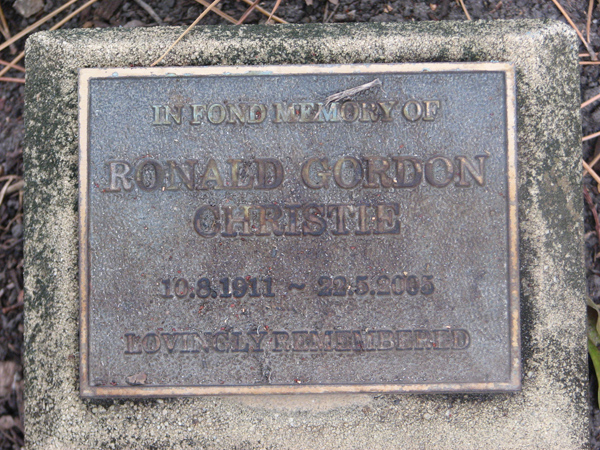 IN FOND MEMORY OF
RONALD GORDON
CHRISTIE
10.8.1911 ~ 22.5.2005
LOVINGLY REMEMBERED